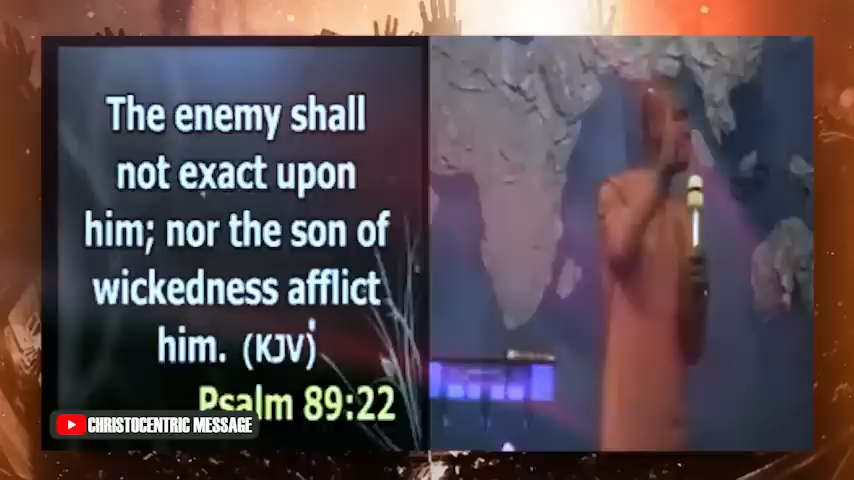 The enemy shall
not exact upon
him; nor the son of
wickedness afflict
him. (KJV)
Psalm 89:22
CHRISTOCENTRIC MESSAGE